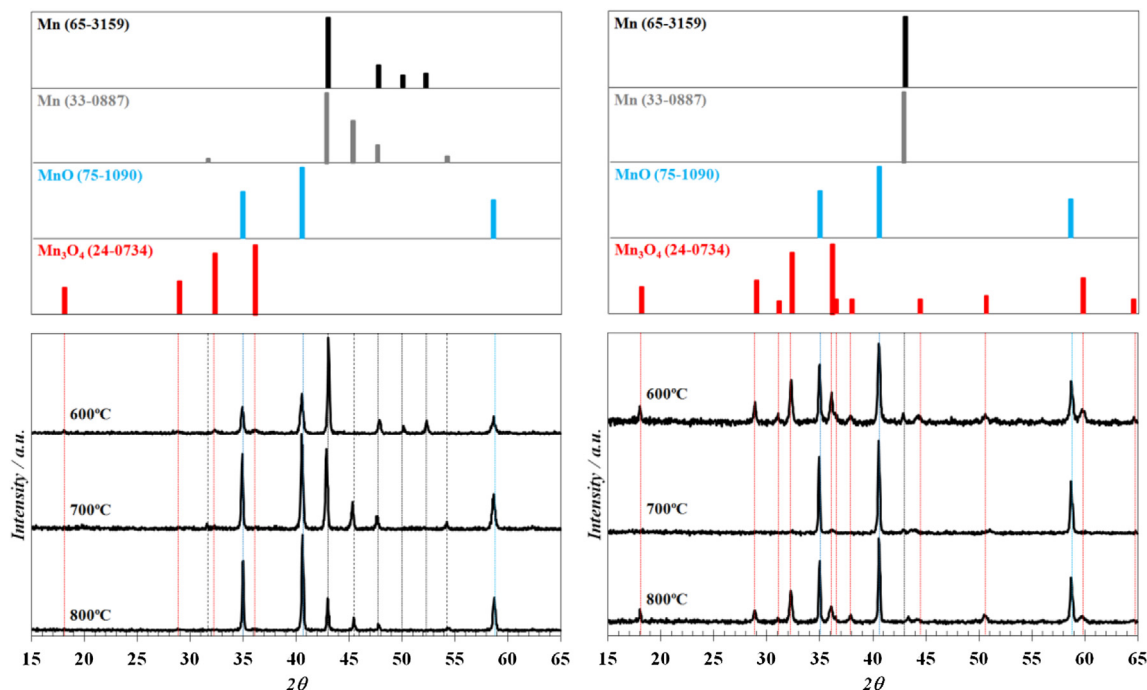 Mn (65-3159)
Mn (33-0887)
MnO (75-1090)
Mn₃O₄ (24-0734)
Intensity / a.u.
600ºC
700ºC
800ºC
15 20 25 30 35 40 45 50 55 60 65
2θ
Mn (65-3159)
Mn (33-0887)
MnO (75-1090)
Mn₃O₄ (24-0734)
Intensity / a.u.
600ºC
700ºC
800ºC
15 20 25 30 35 40 45 50 55 60 65
2θ